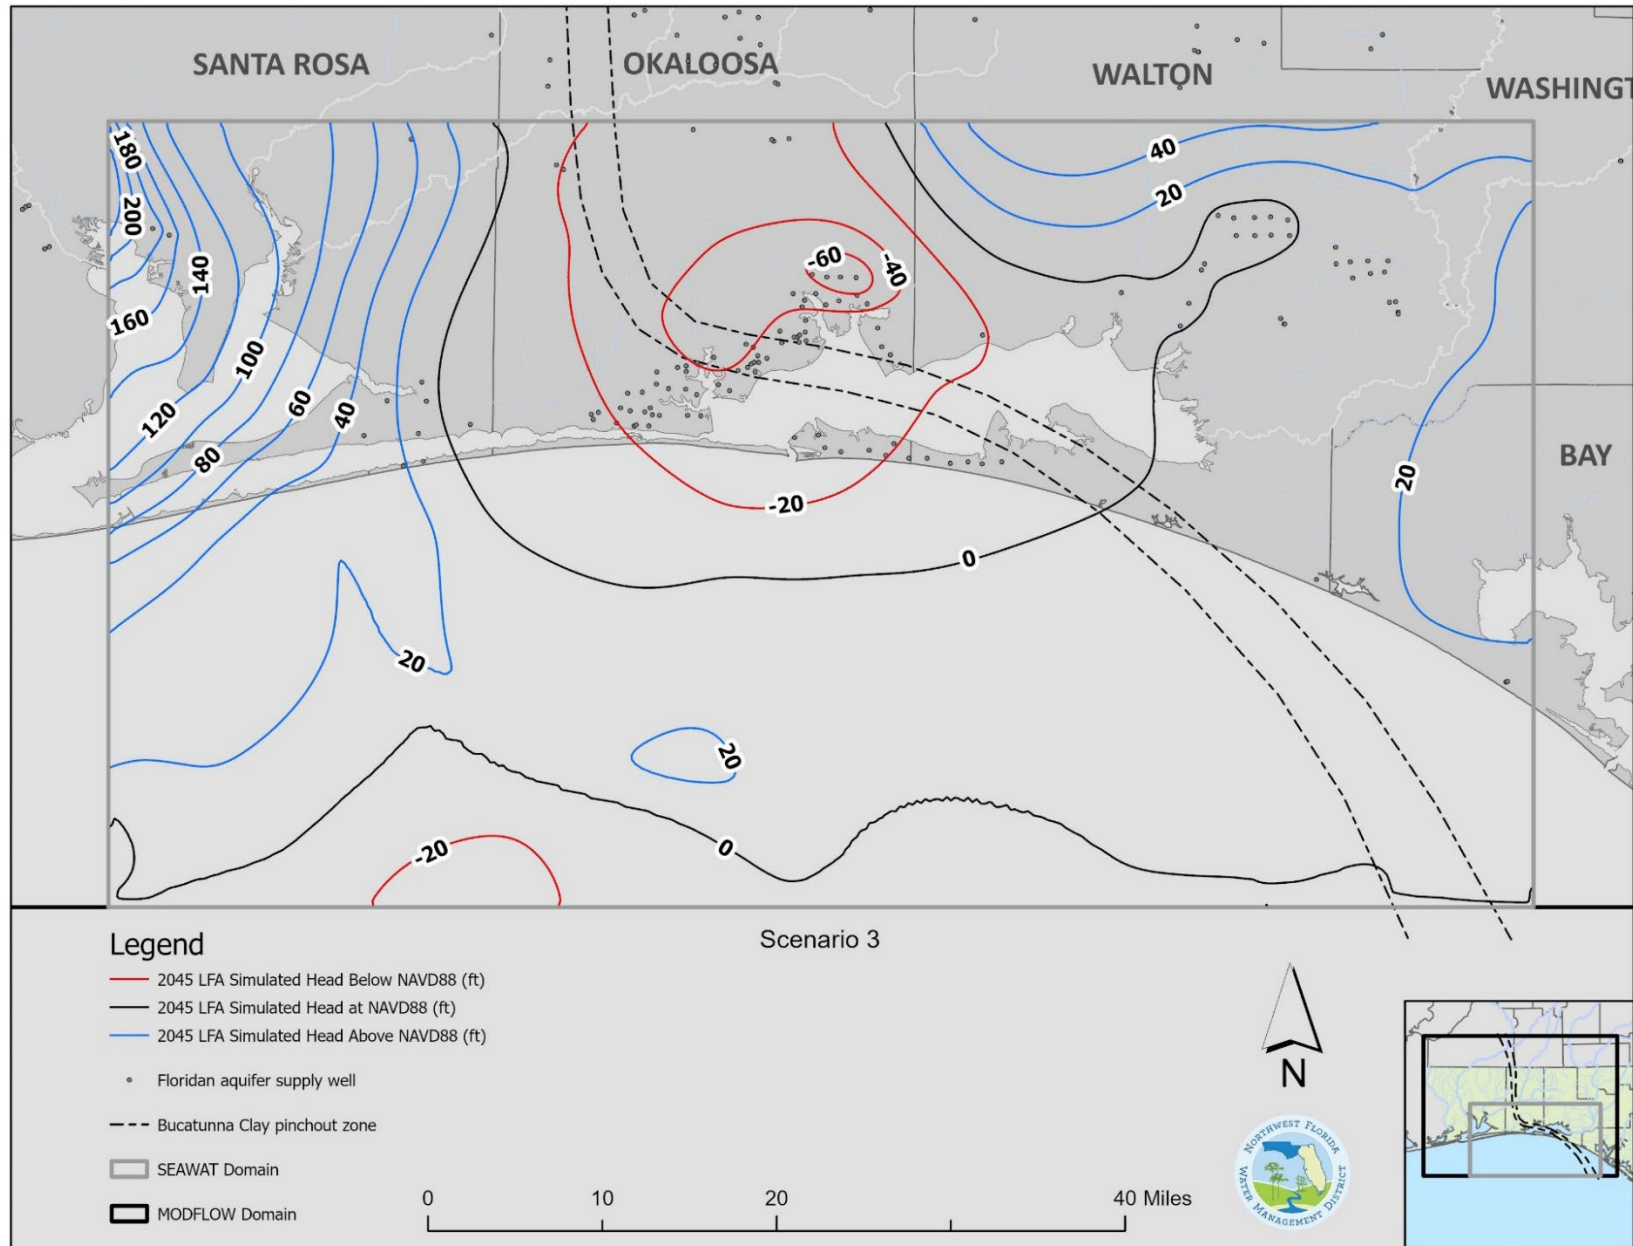 SANTA ROSA
OKALOOSA
WALTON
WASHINGT
180
200
140
160
100
120
80
60
40
-60
-40
40
20
20
BAY
-20
0
20
20
-20
0
Scenario 3
Legend
2045 LFA Simulated Head Below NAVD88 (ft)
2045 LFA Simulated Head at NAVD88 (ft)
2045 LFA Simulated Head Above NAVD88 (ft)
Floridan aquifer supply well
Bucatunna Clay pinchout zone
SEAWAT Domain
MODFLOW Domain
0 10 20 40 Miles
N
NORTHWEST FLORIDA
WATER MANAGEMENT DISTRICT